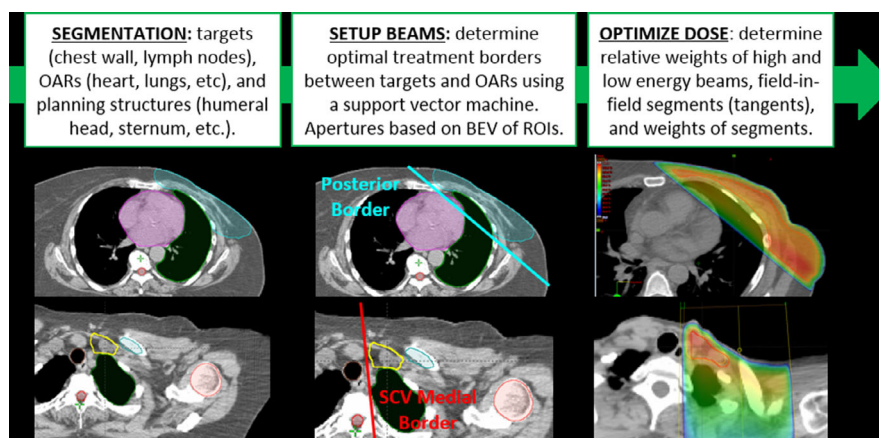 SEGMENTATION: targets
(chest wall, lymph nodes),
OARs (heart, lungs, etc), and
planning structures (humeral
head, sternum, etc.).
SETUP BEAMS: determine
optimal treatment borders
between targets and OARs using
a support vector machine.
Apertures based on BEV of ROIs.
OPTIMIZE DOSE: determine
relative weights of high and
low energy beams, field-in-
field segments (tangents),
and weights of segments.
Posterior
Border
SCV Medial
Border